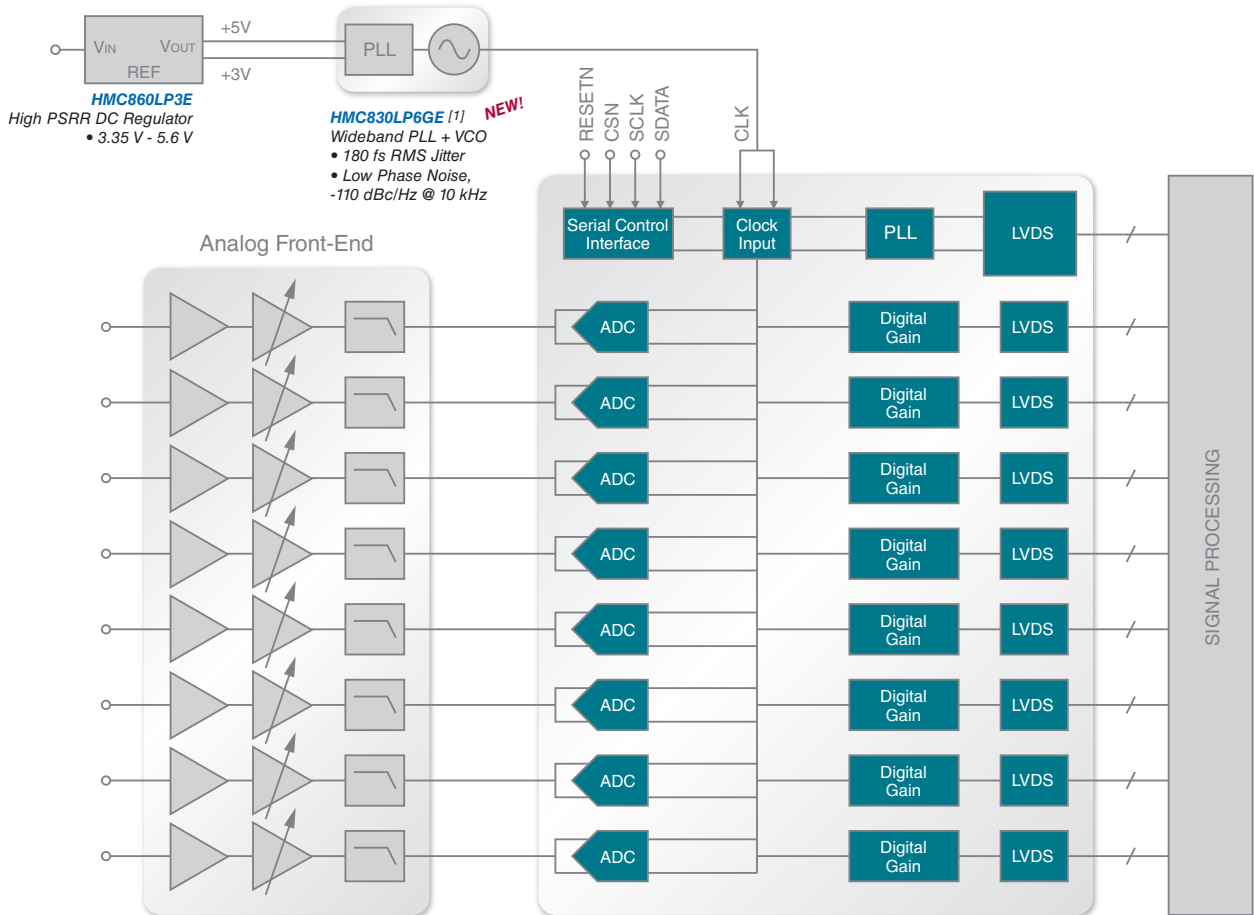 +5V
VIN VOUT
REF
+3V
PLL
HMC860LP3E
High PSRR DC Regulator
• 3.35 V - 5.6 V
HMC830LP6GE [1] NEW!
Wideband PLL + VCO
• 180 fs RMS Jitter
• Low Phase Noise,
-110 dBc/Hz @ 10 kHz
RESETN
CSN
SCLK
SDATA
CLK
Serial Control
Interface
Clock
Input
PLL
LVDS
Analog Front-End
ADC
Digital
Gain
LVDS
ADC
Digital
Gain
LVDS
ADC
Digital
Gain
LVDS
ADC
Digital
Gain
LVDS
ADC
Digital
Gain
LVDS
ADC
Digital
Gain
LVDS
ADC
Digital
Gain
LVDS
ADC
Digital
Gain
LVDS
SIGNAL PROCESSING